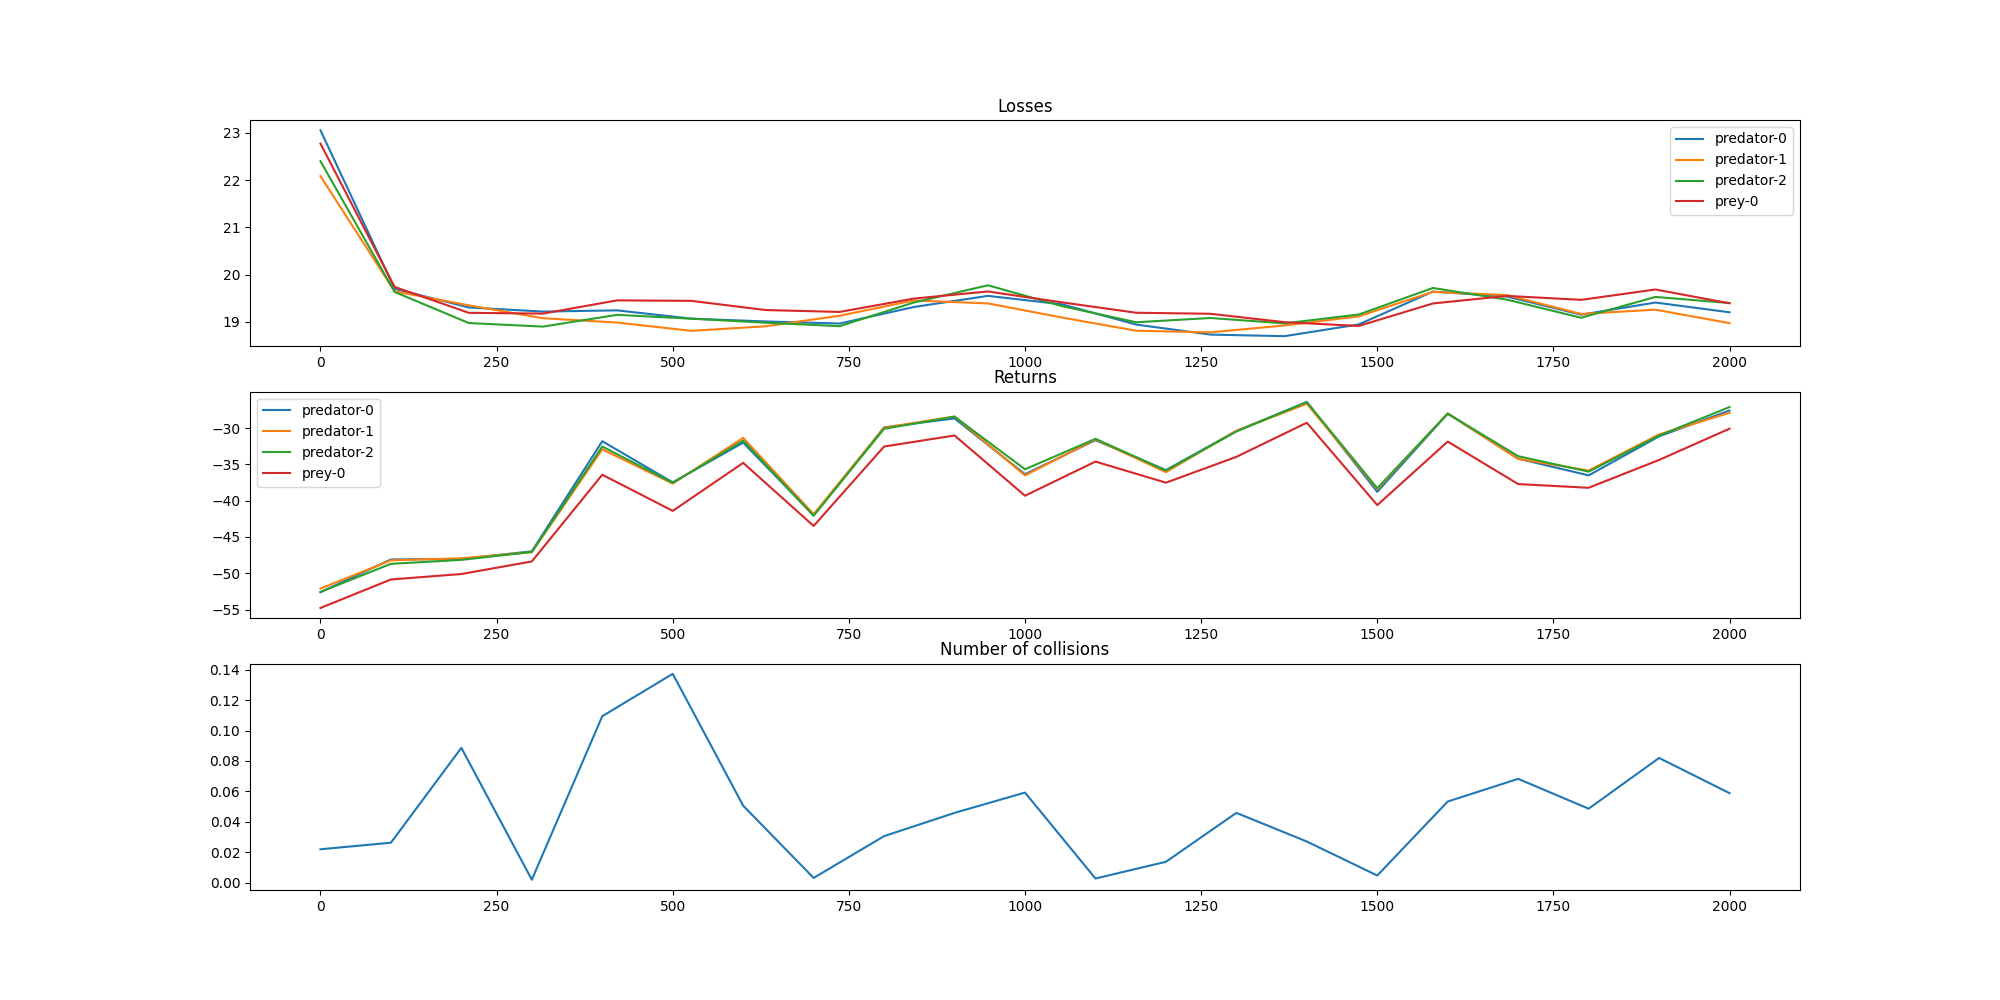 Losses
23
22
21
20
19
predator-0
predator-1
predator-2
prey-0
0 250 500 750 1000 1250 1500 1750 2000
Returns
−30
−35
−40
−45
−50
−55
predator-0
predator-1
predator-2
prey-0
0 250 500 750 1000 1250 1500 1750 2000
Number of collisions
0.14
0.12
0.10
0.08
0.06
0.04
0.02
0.00
0 250 500 750 1000 1250 1500 1750 2000